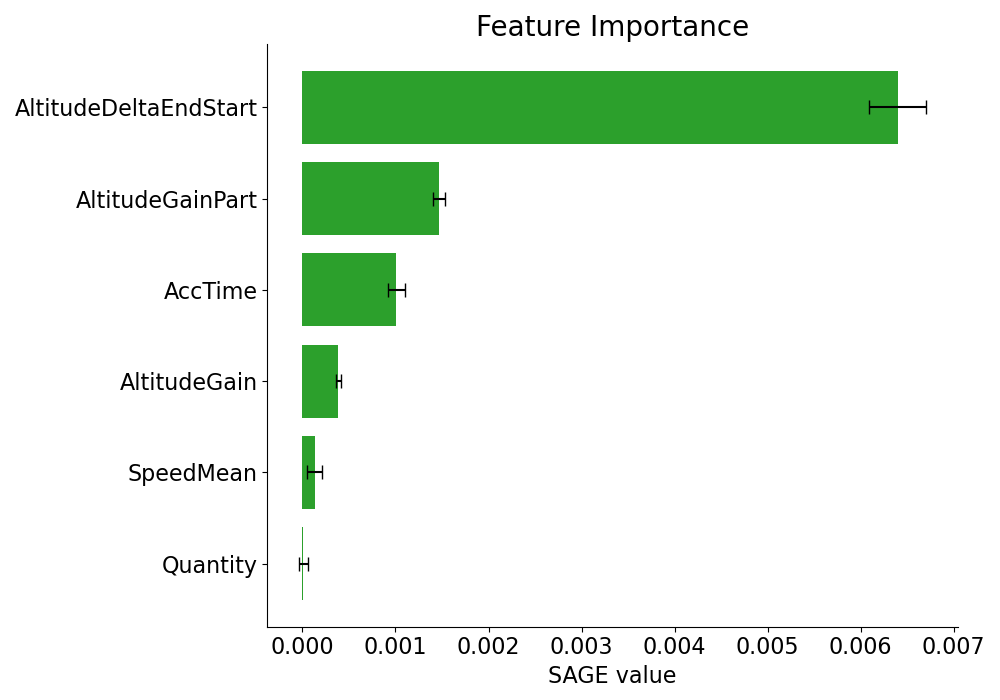 Feature Importance
AltitudeDeltaEndStart
AltitudeGainPart
AccTime
AltitudeGain
SpeedMean
Quantity
0.000 0.001 0.002 0.003 0.004 0.005 0.006 0.007
SAGE value